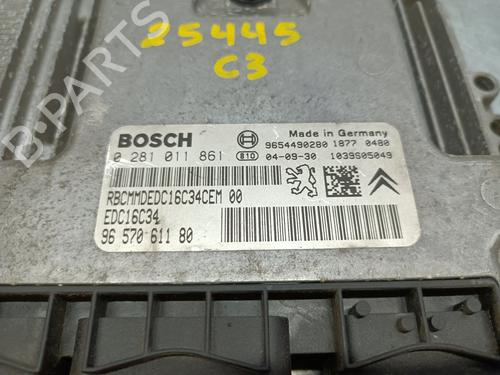 25445
C3
BOSCH
Made in Germany
9654490280 1877 0480
0 281 011 861 810 04-09-30 1039S05049
RBCMMDEDC16C34CEM 00
EDC16C34
96 570 611 80
B-PARTS